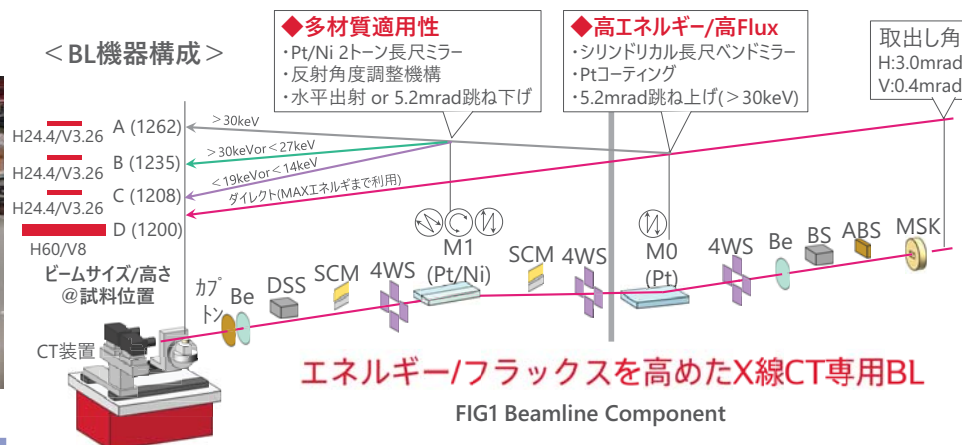 ＜BL機器構成＞
◆多材質適用性
・Pt/Ni 2トーン長尺ミラー
・反射角度調整機構
・水平出射 or 5.2mrad跳ね下げ
◆高エネルギー/高Flux
・シリンドリカル長尺ベンドミラー
・Ptコーティング
・5.2mrad跳ね上げ(＞30keV)
取出し角
H:3.0mrad
V:0.4mrad
H24.4/V3.26
A (1262)
＞30keV
H24.4/V3.26
B (1235)
＞30keVor＜27keV
H24.4/V3.26
C (1208)
＜19keVor＜14keV
D (1200)
ダイレクト(MAXエネルギまで利用)
H60/V8
ビームサイズ/高さ
@試料位置
カプ
トン
Be
DSS
SCM
4WS
M1
(Pt/Ni)
SCM
4WS
M0
(Pt)
4WS
Be
BS
ABS
MSK
CT装置
エネルギー/フラックスを高めたX線CT専用BL
FIG1 Beamline Component